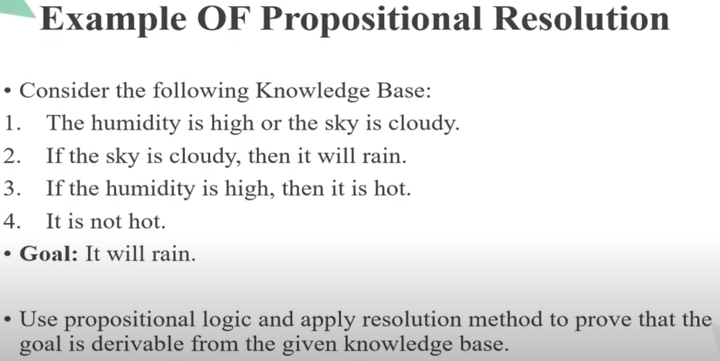 Example OF Propositional Resolution
• Consider the following Knowledge Base:
1. The humidity is high or the sky is cloudy.
2. If the sky is cloudy, then it will rain.
3. If the humidity is high, then it is hot.
4. It is not hot.
• Goal: It will rain.
• Use propositional logic and apply resolution method to prove that the
goal is derivable from the given knowledge base.